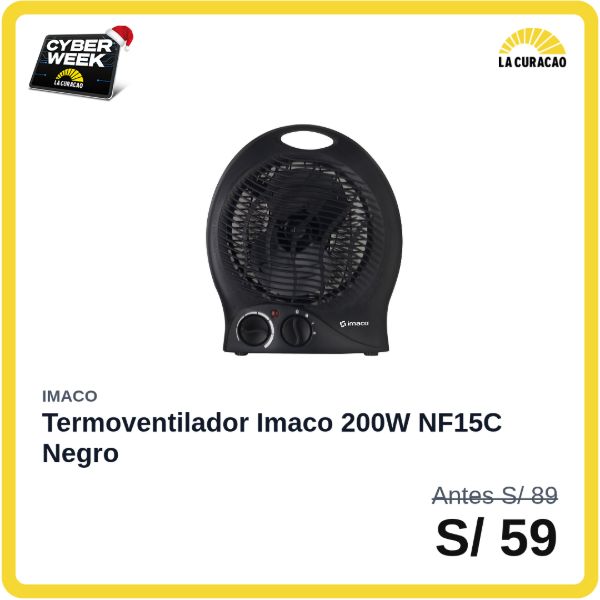 CYBER
WEEK
LA CURACAO
LA CURACAO
imaco
IMACO
Termoventilador Imaco 200W NF15C
Negro
Antes S/ 89
S/ 59